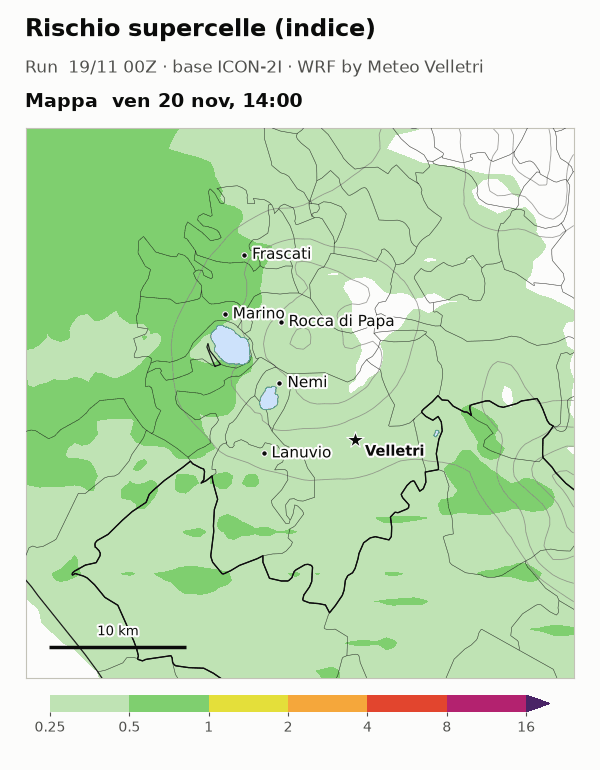 Rischio supercelle (indice)
Run  19/11 00Z · base ICON-2I · WRF by Meteo Velletri
Mappa  ven 20 nov, 14:00
Frascati
Marino
Rocca di Papa
Nemi
Velletri
Lanuvio
10 km
0.25 0.5 1 2 4 8 16